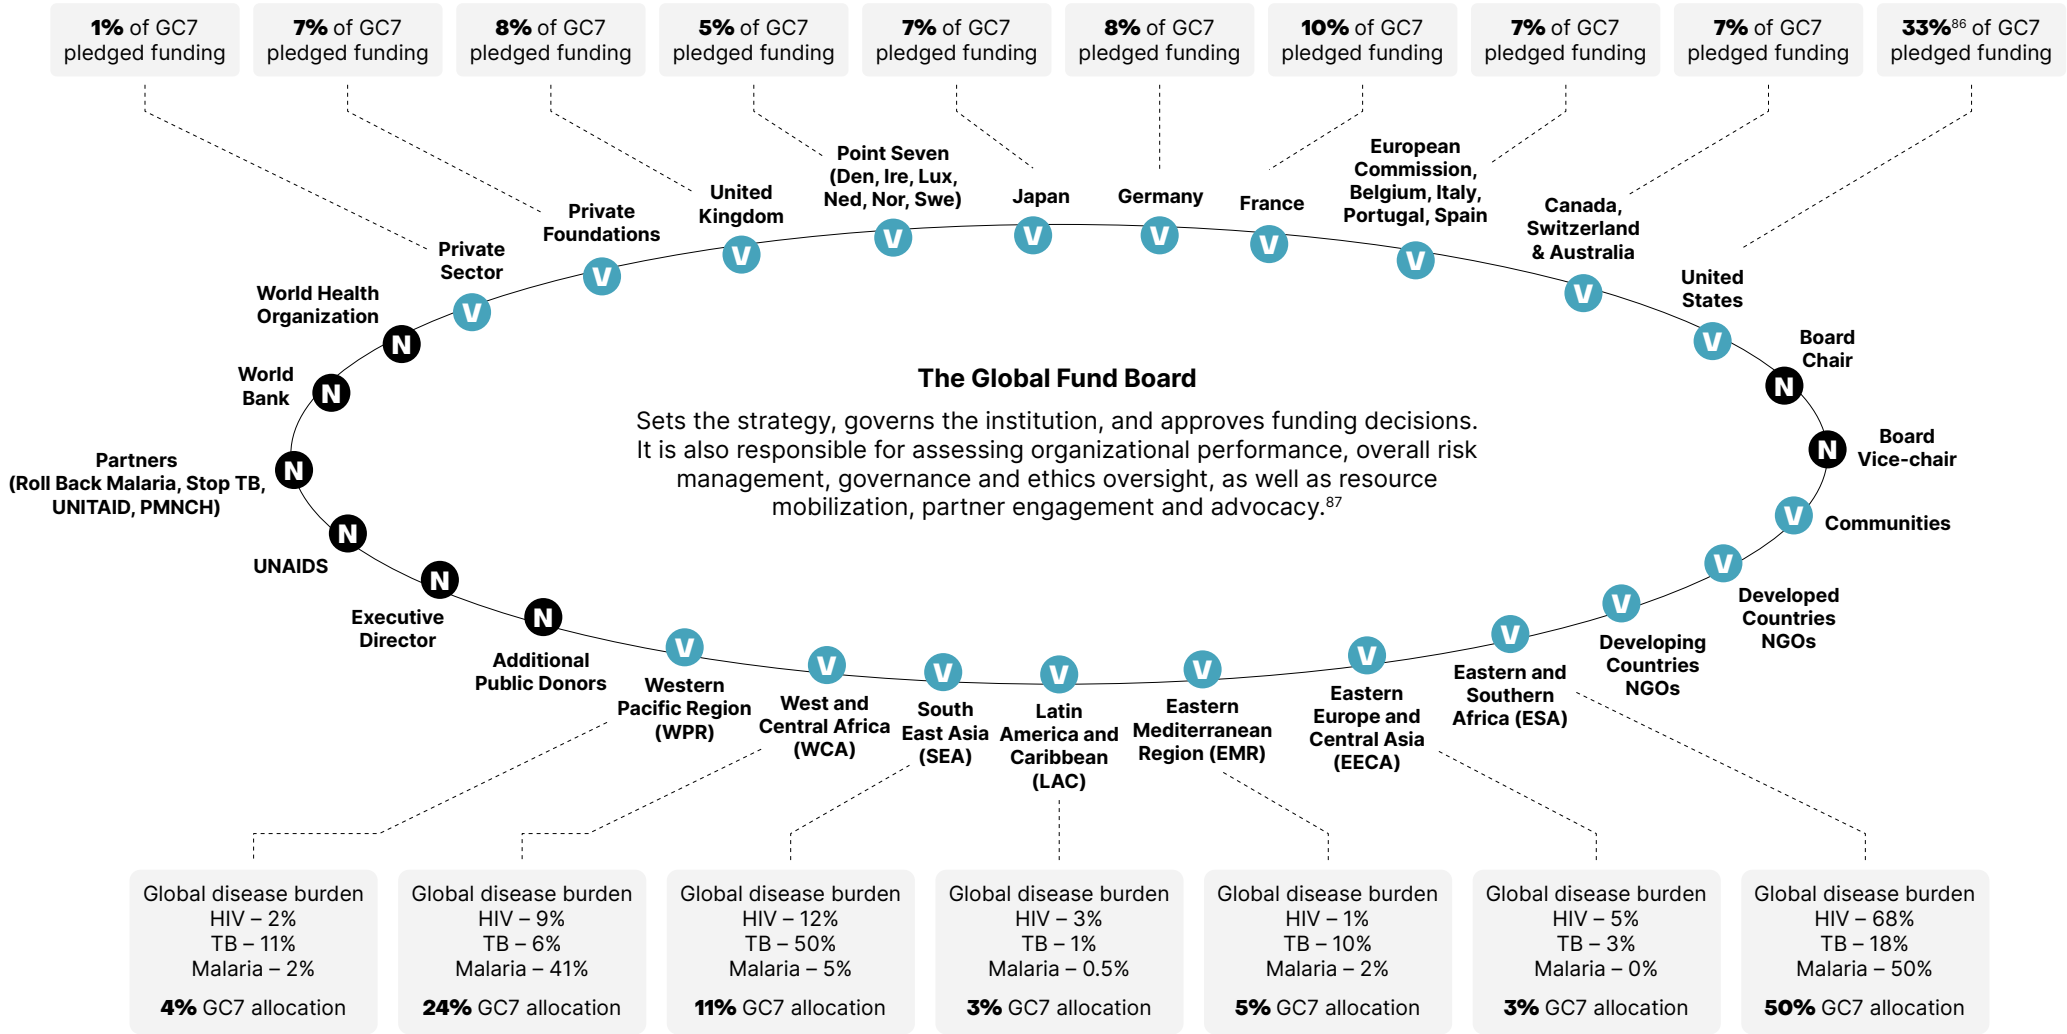 1% of GC7
pledged funding
7% of GC7
pledged funding
8% of GC7
pledged funding
5% of GC7
pledged funding
7% of GC7
pledged funding
8% of GC7
pledged funding
10% of GC7
pledged funding
7% of GC7
pledged funding
7% of GC7
pledged funding
33%⁸⁶ of GC7
pledged funding
Private
Sector
V
Private
Foundations
V
United
Kingdom
V
Point Seven
(Den, Ire, Lux,
Ned, Nor, Swe)
V
Japan
V
Germany
V
France
V
European
Commission,
Belgium, Italy,
Portugal, Spain
V
Canada,
Switzerland
& Australia
V
United
States
V
Board
Chair
N
Board
Vice-chair
N
World Health
Organization
N
World
Bank
N
Partners
(Roll Back Malaria, Stop TB,
UNITAID, PMNCH)
N
UNAIDS
N
Executive
Director
N
Additional
Public Donors
N
The Global Fund Board
Sets the strategy, governs the institution, and approves funding decisions.
It is also responsible for assessing organizational performance, overall risk
management, governance and ethics oversight, as well as resource
mobilization, partner engagement and advocacy.⁸⁷
V
Communities
V
Developed
Countries
NGOs
V
Developing
Countries
NGOs
V
Western
Pacific Region
(WPR)
V
West and
Central Africa
(WCA)
V
South
East Asia
(SEA)
V
Latin
America and
Caribbean
(LAC)
V
Eastern
Mediterranean
Region (EMR)
V
Eastern
Europe and
Central Asia
(EECA)
V
Eastern and
Southern
Africa (ESA)
Global disease burden
HIV – 2%
TB – 11%
Malaria – 2%
4% GC7 allocation
Global disease burden
HIV – 9%
TB – 6%
Malaria – 41%
24% GC7 allocation
Global disease burden
HIV – 12%
TB – 50%
Malaria – 5%
11% GC7 allocation
Global disease burden
HIV – 3%
TB – 1%
Malaria – 0.5%
3% GC7 allocation
Global disease burden
HIV – 1%
TB – 10%
Malaria – 2%
5% GC7 allocation
Global disease burden
HIV – 5%
TB – 3%
Malaria – 0%
3% GC7 allocation
Global disease burden
HIV – 68%
TB – 18%
Malaria – 50%
50% GC7 allocation